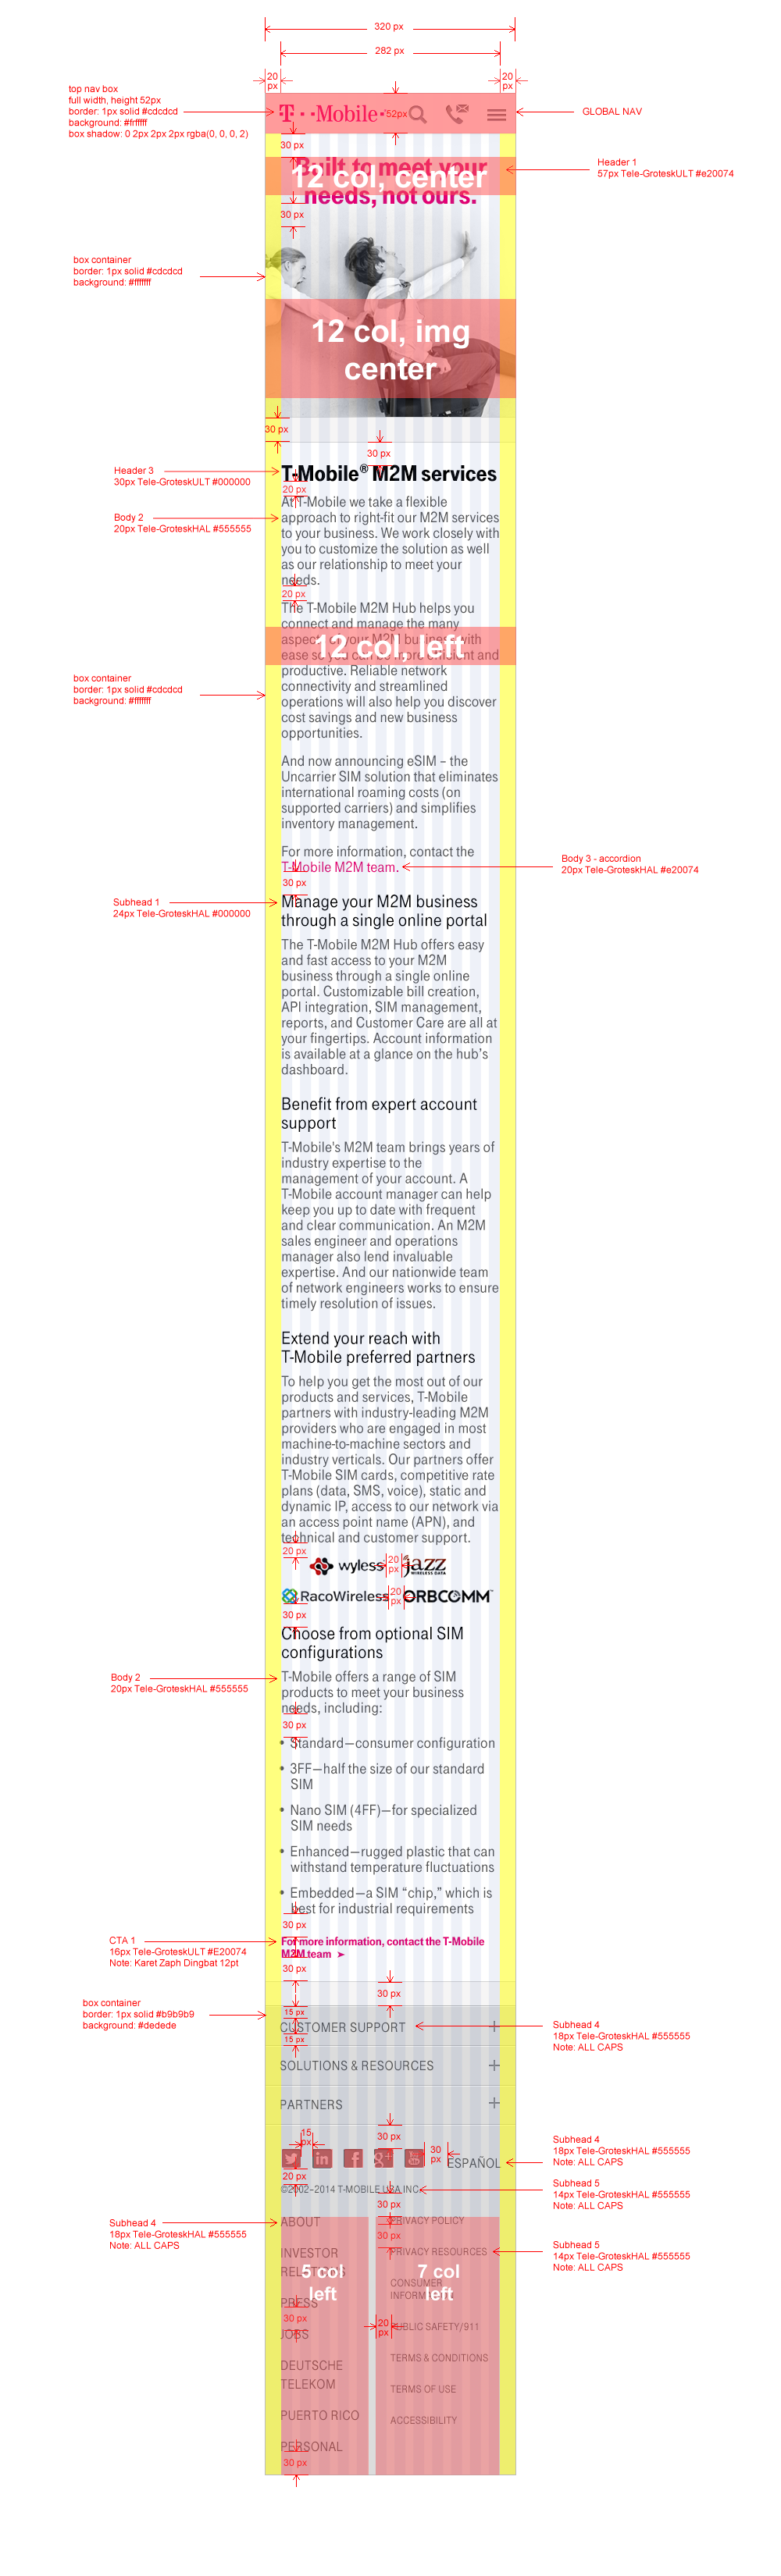 320 px
282 px
20
px
20
px
top nav box
full width, height 52px
border: 1px solid #cdcdcd
background: #frffff
box shadow: 0 2px 2px 2px rgba(0, 0, 0, 2)
T··Mobile·
52px
GLOBAL NAV
30 px
Built to meet your
needs, not ours.
12 col, center
Header 1
57px Tele-GroteskULT #e20074
30 px
box container
border: 1px solid #cdcdcd
background: #ffffff
12 col, img
center
30 px
30 px
Header 3
30px Tele-GroteskULT #000000
T-Mobile® M2M services
20 px
Body 2
20px Tele-GroteskHAL #555555
At T-Mobile we take a flexible
approach to right-fit our M2M services
to your business. We work closely with
you to customize the solution as well
as our relationship to meet your
needs.
20 px
The T-Mobile M2M Hub helps you
connect and manage the many
aspects of your M2M business with
ease so you can be more efficient and
12 col, left
productive. Reliable network
connectivity and streamlined
operations will also help you discover
cost savings and new business
opportunities.
box container
border: 1px solid #cdcdcd
background: #ffffff
And now announcing eSIM – the
Uncarrier SIM solution that eliminates
international roaming costs (on
supported carriers) and simplifies
inventory management.
For more information, contact the
T-Mobile M2M team.
Body 3 - accordion
20px Tele-GroteskHAL #e20074
30 px
Subhead 1
24px Tele-GroteskHAL #000000
Manage your M2M business
through a single online portal
The T-Mobile M2M Hub offers easy
and fast access to your M2M
business through a single online
portal. Customizable bill creation,
API integration, SIM management,
reports, and Customer Care are all at
your fingertips. Account information
is available at a glance on the hub's
dashboard.
Benefit from expert account
support
T-Mobile's M2M team brings years of
industry expertise to the
management of your account. A
T-Mobile account manager can help
keep you up to date with frequent
and clear communication. An M2M
sales engineer and operations
manager also lend invaluable
expertise. And our nationwide team
of network engineers works to ensure
timely resolution of issues.
Extend your reach with
T-Mobile preferred partners
To help you get the most out of our
products and services, T-Mobile
partners with industry-leading M2M
providers who are engaged in most
machine-to-machine sectors and
industry verticals. Our partners offer
T-Mobile SIM cards, competitive rate
plans (data, SMS, voice), static and
dynamic IP, access to our network via
an access point name (APN), and
technical and customer support.
20 px
wyless
20
px
jazz
WIRELESS DATA
RacoWireless
20
px
ORBCOMM™
30 px
Choose from optional SIM
configurations
Body 2
20px Tele-GroteskHAL #555555
T-Mobile offers a range of SIM
products to meet your business
needs, including:
30 px
• Standard—consumer configuration
• 3FF—half the size of our standard
SIM
• Nano SIM (4FF)—for specialized
SIM needs
• Enhanced—rugged plastic that can
withstand temperature fluctuations
• Embedded—a SIM “chip,” which is
best for industrial requirements
30 px
CTA 1
16px Tele-GroteskULT #E20074
Note: Karet Zaph Dingbat 12pt
For more information, contact the T-Mobile
M2M team ➤
30 px
30 px
box container
border: 1px solid #b9b9b9
background: #dedede
15 px
CUSTOMER SUPPORT +
15 px
Subhead 4
18px Tele-GroteskHAL #555555
Note: ALL CAPS
SOLUTIONS & RESOURCES +
PARTNERS +
15
px
30 px
30
px
ESPAÑOL
Subhead 4
18px Tele-GroteskHAL #555555
Note: ALL CAPS
20 px
©2002–2014 T-MOBILE USA INC.
Subhead 5
14px Tele-GroteskHAL #555555
Note: ALL CAPS
30 px
Subhead 4
18px Tele-GroteskHAL #555555
Note: ALL CAPS
ABOUT
INVESTOR
RELATIONS
5 col
left
PRESS
30 px
JOBS
DEUTSCHE
TELEKOM
PUERTO RICO
PERSONAL
30 px
PRIVACY POLICY
30 px
PRIVACY RESOURCES
Subhead 5
14px Tele-GroteskHAL #555555
Note: ALL CAPS
7 col
left
CONSUMER
INFORMATION
20
px
PUBLIC SAFETY/911
TERMS & CONDITIONS
TERMS OF USE
ACCESSIBILITY